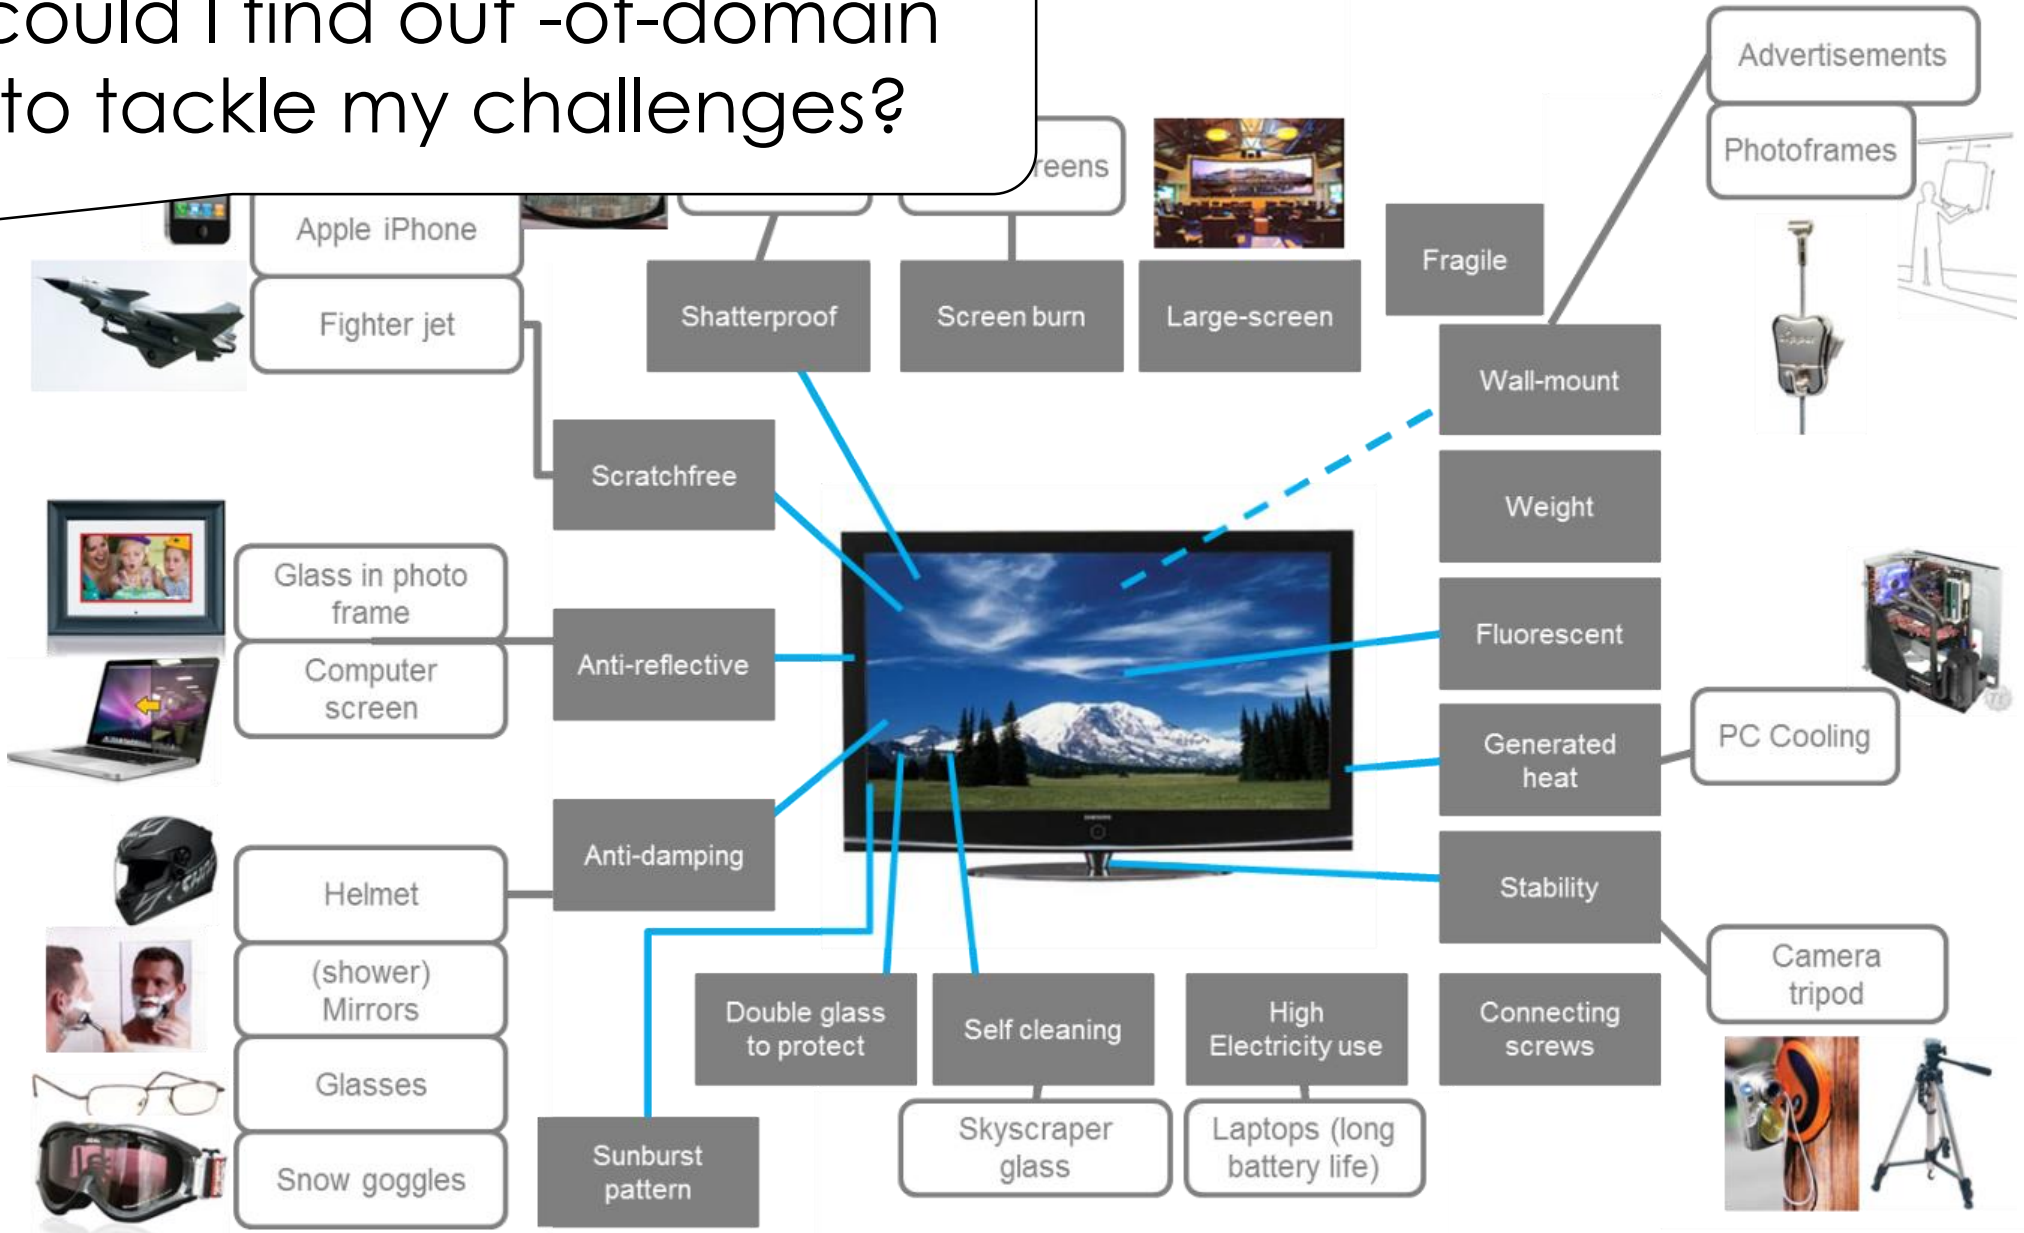 could I find out -of-domain
to tackle my challenges?
Advertisements
Photoframes
Apple iPhone
Fighter jet
Shatterproof
Screen burn
Large-screen
Fragile
Wall-mount
Scratchfree
Weight
Glass in photo
frame
Computer
screen
Anti-reflective
Fluorescent
Generated
heat
PC Cooling
Anti-damping
Helmet
(shower)
Mirrors
Glasses
Snow goggles
Stability
Camera
tripod
Double glass
to protect
Self cleaning
High
Electricity use
Connecting
screws
Sunburst
pattern
Skyscraper
glass
Laptops (long
battery life)